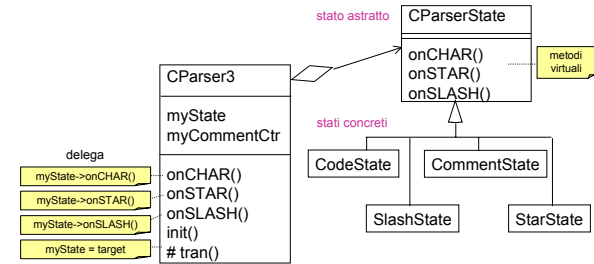 stato astratto
CParserState
onCHAR()
onSTAR()
onSLASH()
metodi
virtuali
CParser3
myState
myCommentCtr
onCHAR()
onSTAR()
onSLASH()
init()
# tran()
delega
myState->onCHAR()
myState->onSTAR()
myState->onSLASH()
myState = target
stati concreti
CodeState
CommentState
SlashState
StarState